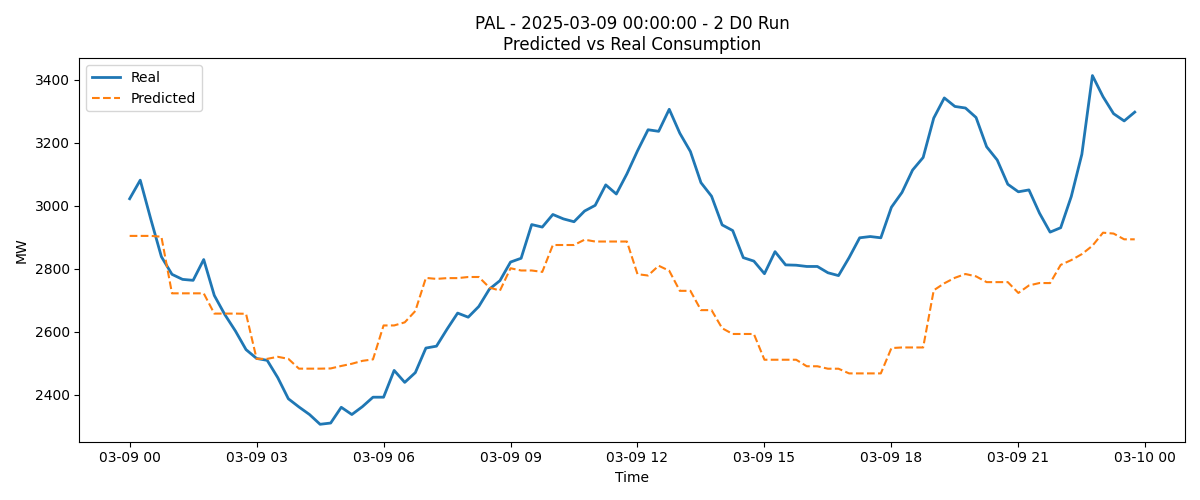 PAL - 2025-03-09 00:00:00 - 2 D0 Run
Predicted vs Real Consumption
Real
Predicted
MW
3400
3200
3000
2800
2600
2400
03-09 00
03-09 03
03-09 06
03-09 09
03-09 12
03-09 15
03-09 18
03-09 21
03-10 00
Time